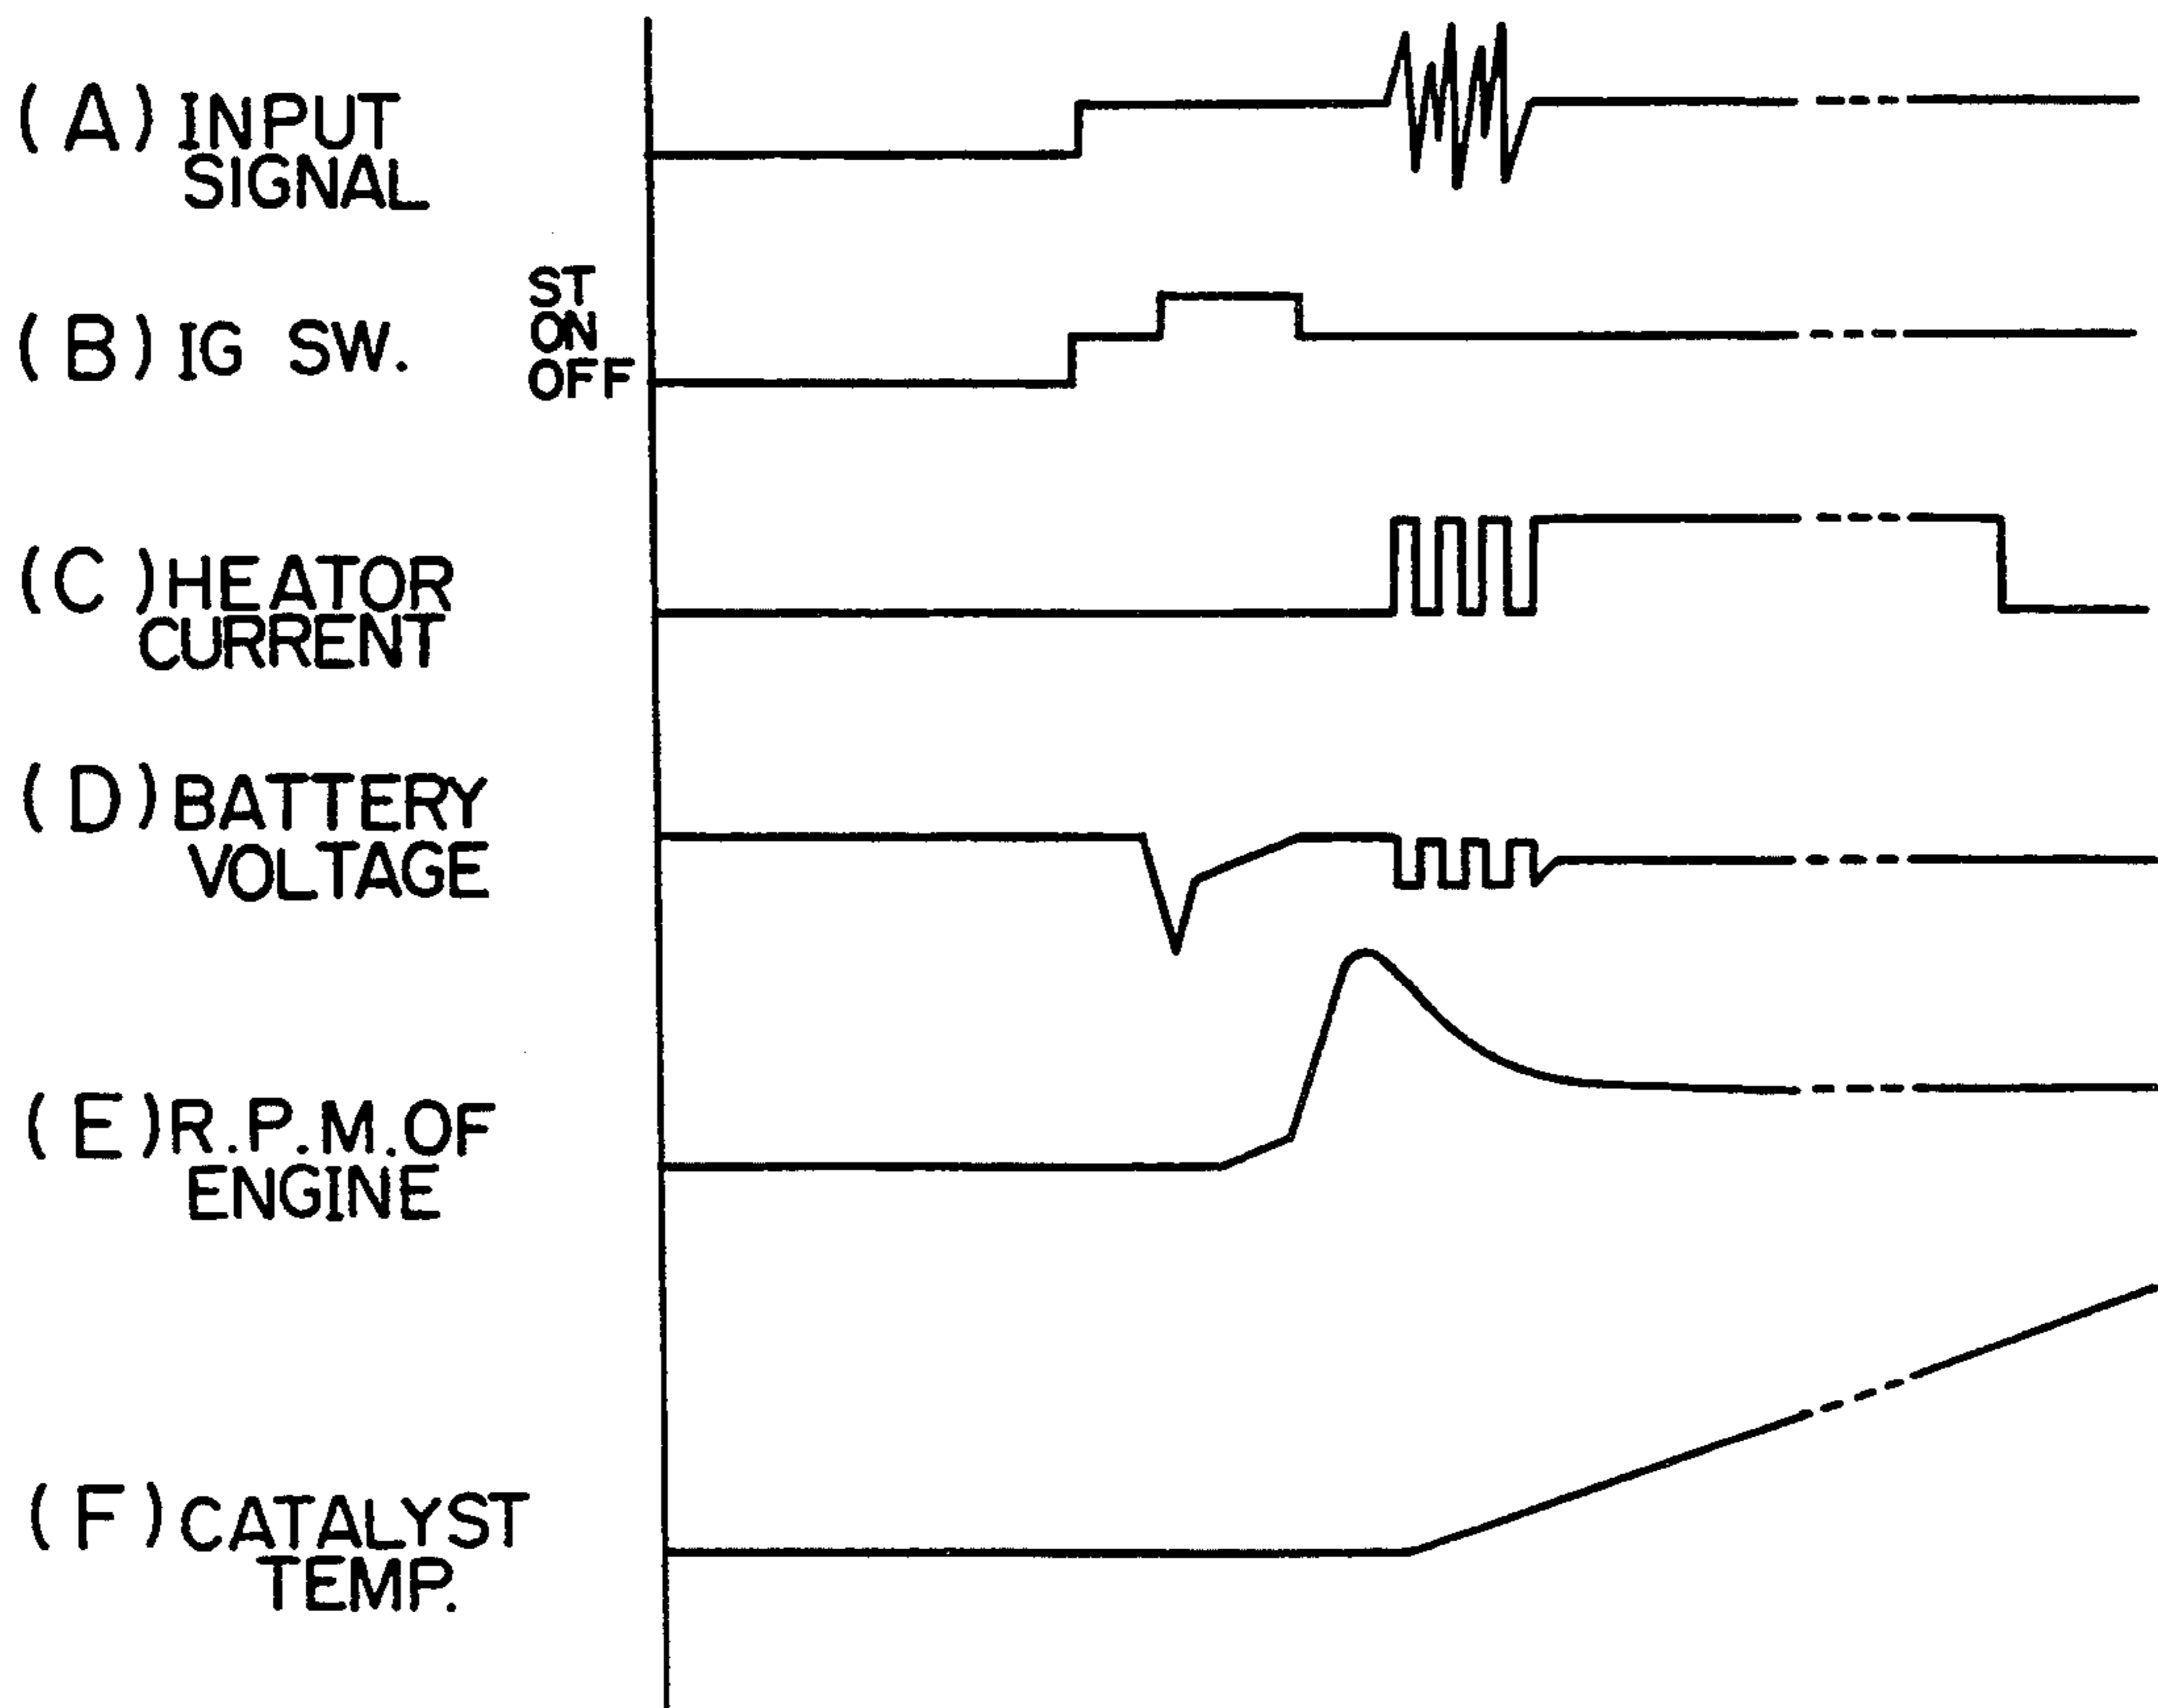 (A) INPUT
SIGNAL
(B) IG SW.
ST
ON
OFF
(C) HEATOR
CURRENT
(D) BATTERY
VOLTAGE
(E) R.P.M. OF
ENGINE
(F) CATALYST
TEMP.